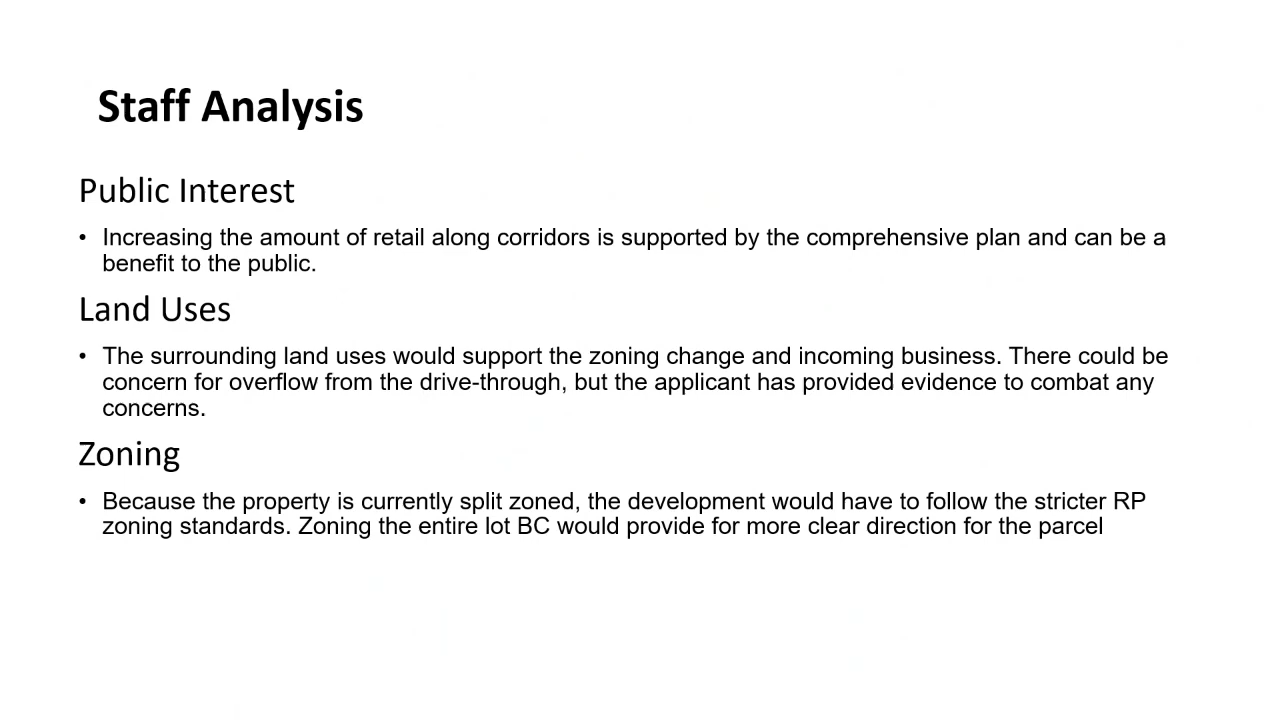 Staff Analysis
Public Interest
• Increasing the amount of retail along corridors is supported by the comprehensive plan and can be a
benefit to the public.
Land Uses
• The surrounding land uses would support the zoning change and incoming business. There could be
concern for overflow from the drive-through, but the applicant has provided evidence to combat any
concerns.
Zoning
• Because the property is currently split zoned, the development would have to follow the stricter RP
zoning standards. Zoning the entire lot BC would provide for more clear direction for the parcel